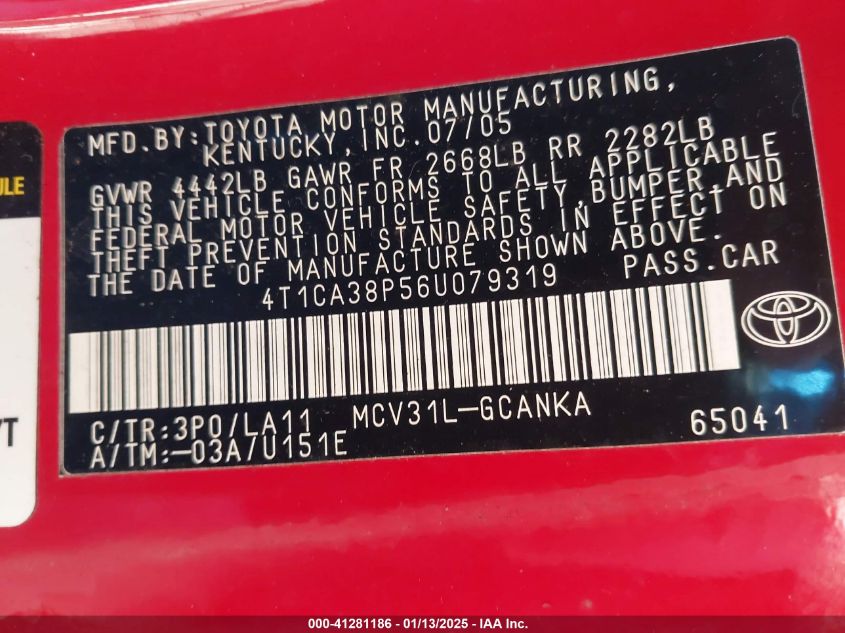 MFD. BY: TOYOTA MOTOR MANUFACTURING,
KENTUCKY, INC. 07/05
GVWR 4442LB GAWR FR 2668LB RR 2282LB
THIS VEHICLE CONFORMS TO ALL APPLICABLE
FEDERAL MOTOR VEHICLE SAFETY, BUMPER, AND
THEFT PREVENTION STANDARDS IN EFFECT ON
THE DATE OF MANUFACTURE SHOWN ABOVE.
4T1CA38P56U079319 PASS. CAR
C/TR: 3P0/LA11 MCV31L-GCANKA
A/TM: -03A/U151E 65041
ULE
YT
000-41281186 - 01/13/2025 - IAA Inc.